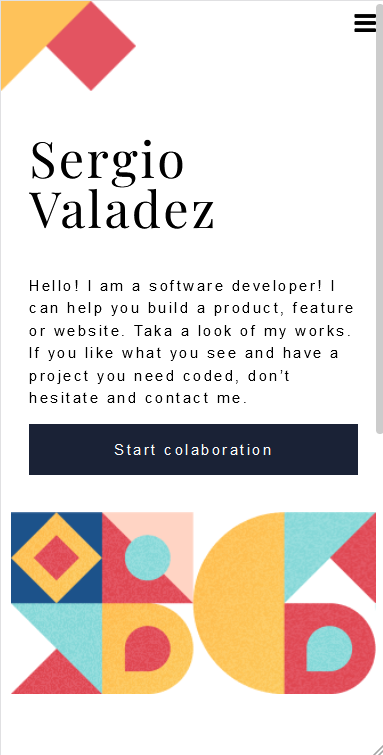 Sergio
Valadez
Hello! I am a software developer! I
can help you build a product, feature
or website. Taka a look of my works.
If you like what you see and have a
project you need coded, don’t
hesitate and contact me.
Start colaboration